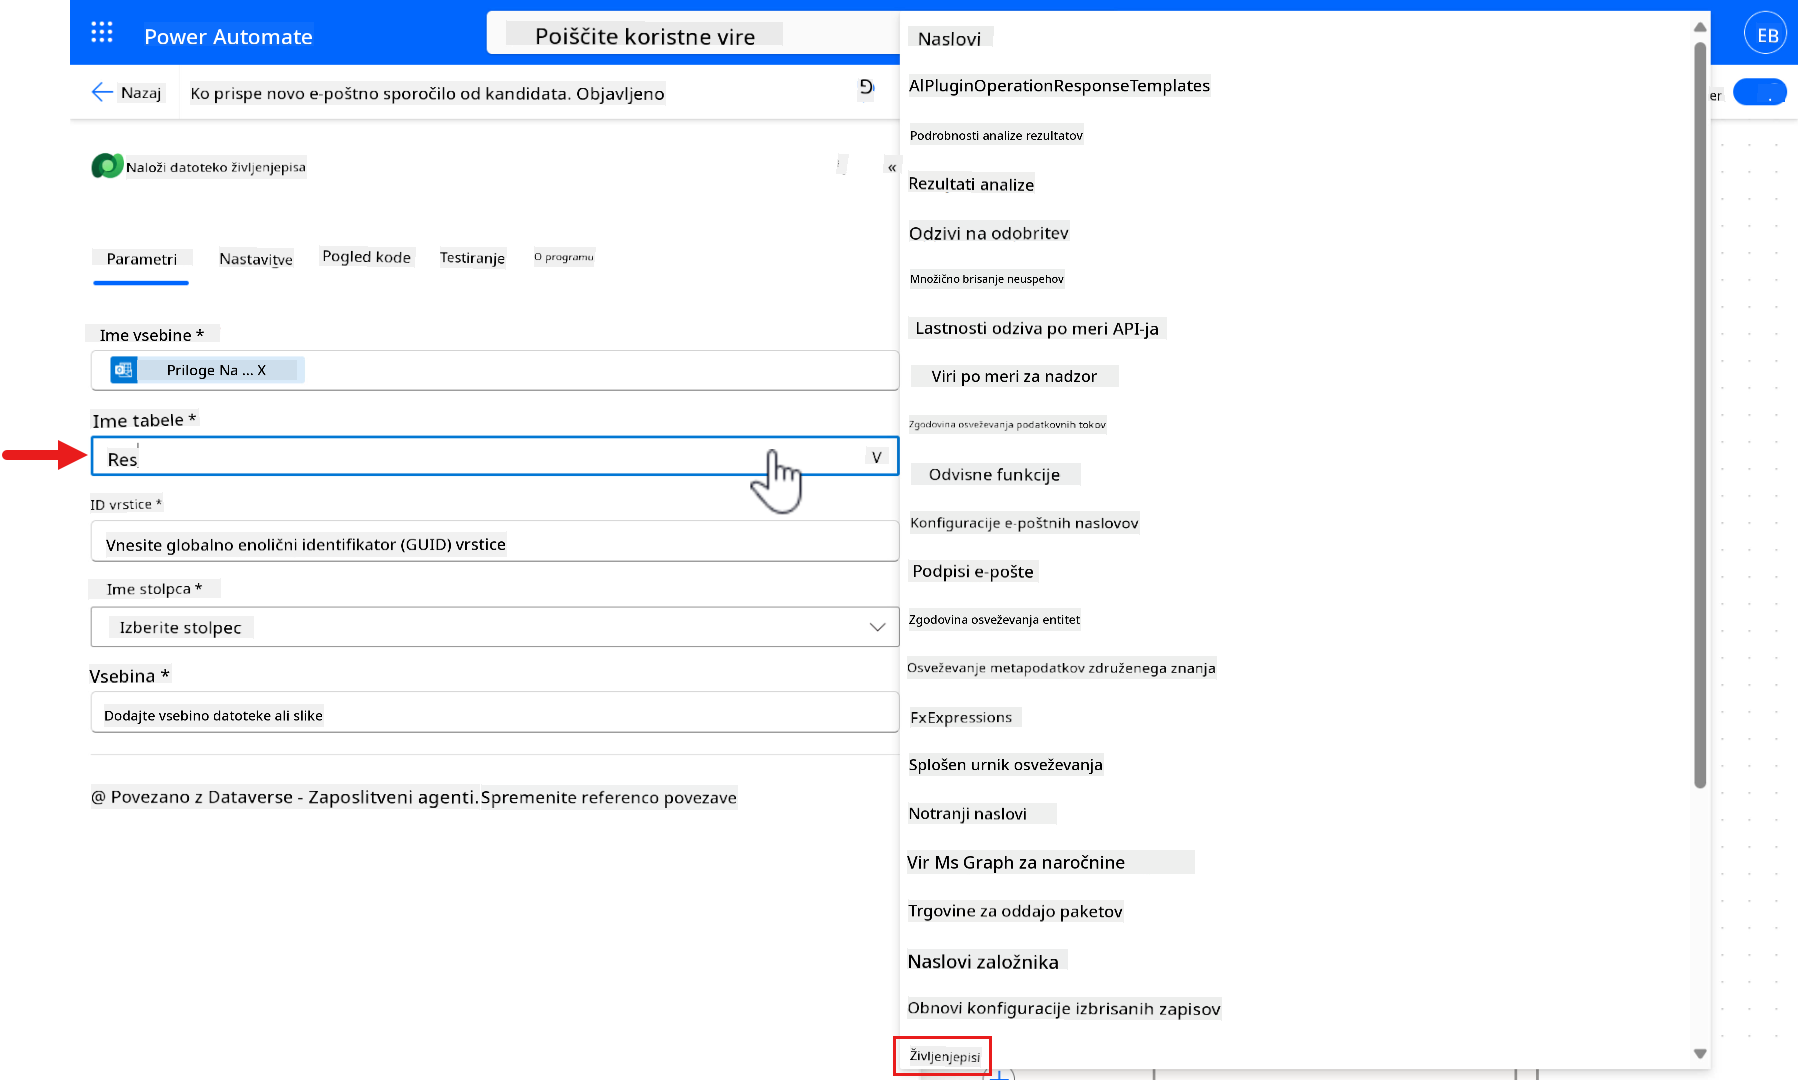 Power Automate
Poiščite koristne vire
EB
Nazaj
Ko prispe novo e-poštno sporočilo od kandidata. Objavljeno
er
Naloži datoteko življenjepisa
«
Parametri
Nastavitve
Pogled kode
Testiranje
O programu
Ime vsebine *
Priloge Na ... X
Ime tabele *
Res
V
ID vrstice *
Vnesite globalno enolični identifikator (GUID) vrstice
Ime stolpca *
Izberite stolpec
Vsebina *
Dodajte vsebino datoteke ali slike
@ Povezano z Dataverse - Zaposlitveni agenti. Spremenite referenco povezave
Naslovi
AlPluginOperationResponseTemplates
Podrobnosti analize rezultatov
Rezultati analize
Odzivi na odobritev
Množično brisanje neuspehov
Lastnosti odziva po meri API-ja
Viri po meri za nadzor
Zgodovina osveževanja podatkovnih tokov
Odvisne funkcije
Konfiguracije e-poštnih naslovov
Podpisi e-pošte
Zgodovina osveževanja entitet
Osveževanje metapodatkov združenega znanja
FxExpressions
Splošen urnik osveževanja
Notranji naslovi
Vir Ms Graph za naročnine
Trgovine za oddajo paketov
Naslovi založnika
Obnovi konfiguracije izbrisanih zapisov
Življenjepisi